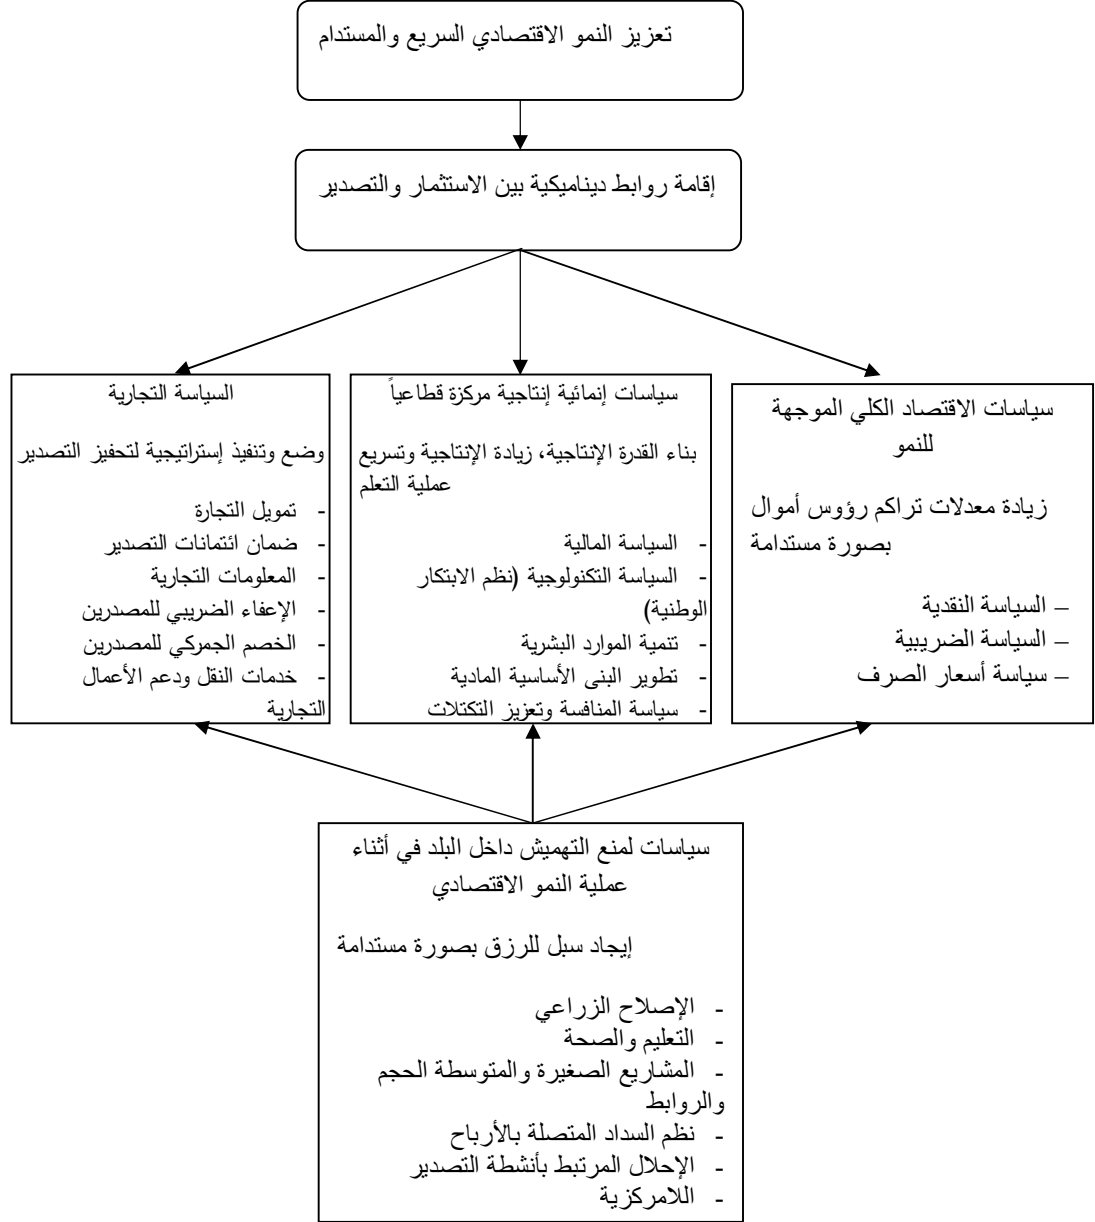 تعزيز النمو الاقتصادي السريع والمستدام
إقامة روابط ديناميكية بين الاستثمار والتصدير
سياسات الاقتصاد الكلي الموجهة
للنمو
زيادة معدلات تراكم رؤوس أموال
بصورة مستدامة
– السياسة النقدية
– السياسة الضريبية
– سياسة أسعار الصرف
سياسات إنمائية إنتاجية مركزة قطاعياً
بناء القدرة الإنتاجية، زيادة الإنتاجية وتسريع
عملية التعلم
- السياسة المالية
- السياسة التكنولوجية (نظم الابتكار
الوطنية)
- تنمية الموارد البشرية
- تطوير البنى الأساسية المادية
- سياسة المنافسة وتعزيز التكتلات
السياسة التجارية
وضع وتنفيذ إستراتيجية لتحفيز التصدير
- تمويل التجارة
- ضمان ائتمانات التصدير
- المعلومات التجارية
- الإعفاء الضريبي للمصدرين
- الخصم الجمركي للمصدرين
- خدمات النقل ودعم الأعمال
التجارية
سياسات لمنع التهميش داخل البلد في أثناء
عملية النمو الاقتصادي
إيجاد سبل للرزق بصورة مستدامة
- الإصلاح الزراعي
- التعليم والصحة
- المشاريع الصغيرة والمتوسطة الحجم
والروابط
- نظم السداد المتصلة بالأرباح
- الإحلال المرتبط بأنشطة التصدير
- اللامركزية